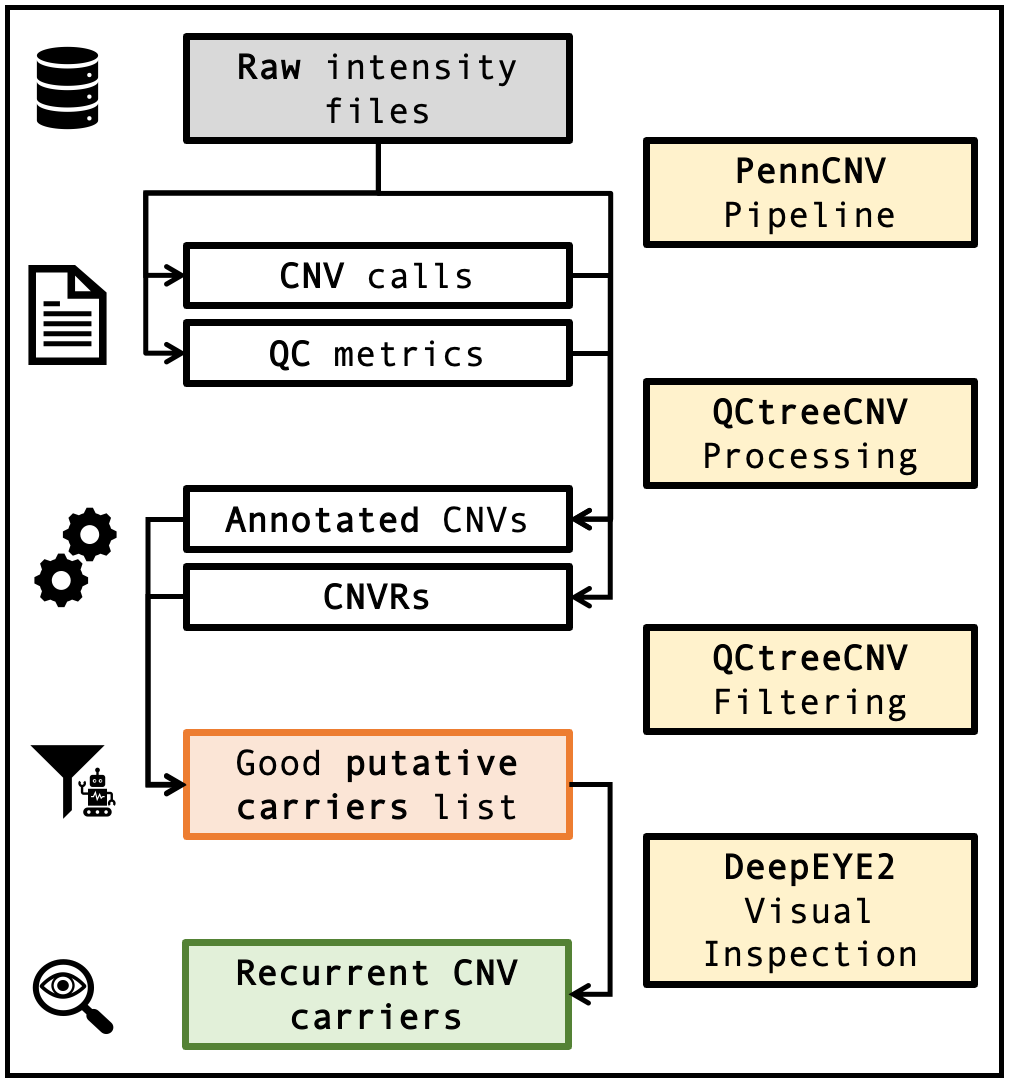 Raw intensity
files
PennCNV
Pipeline
CNV calls
QC metrics
QCtreeCNV
Processing
Annotated CNVs
CNVRs
QCtreeCNV
Filtering
Good putative
carriers list
DeepEYE2
Visual
Inspection
Recurrent CNV
carriers